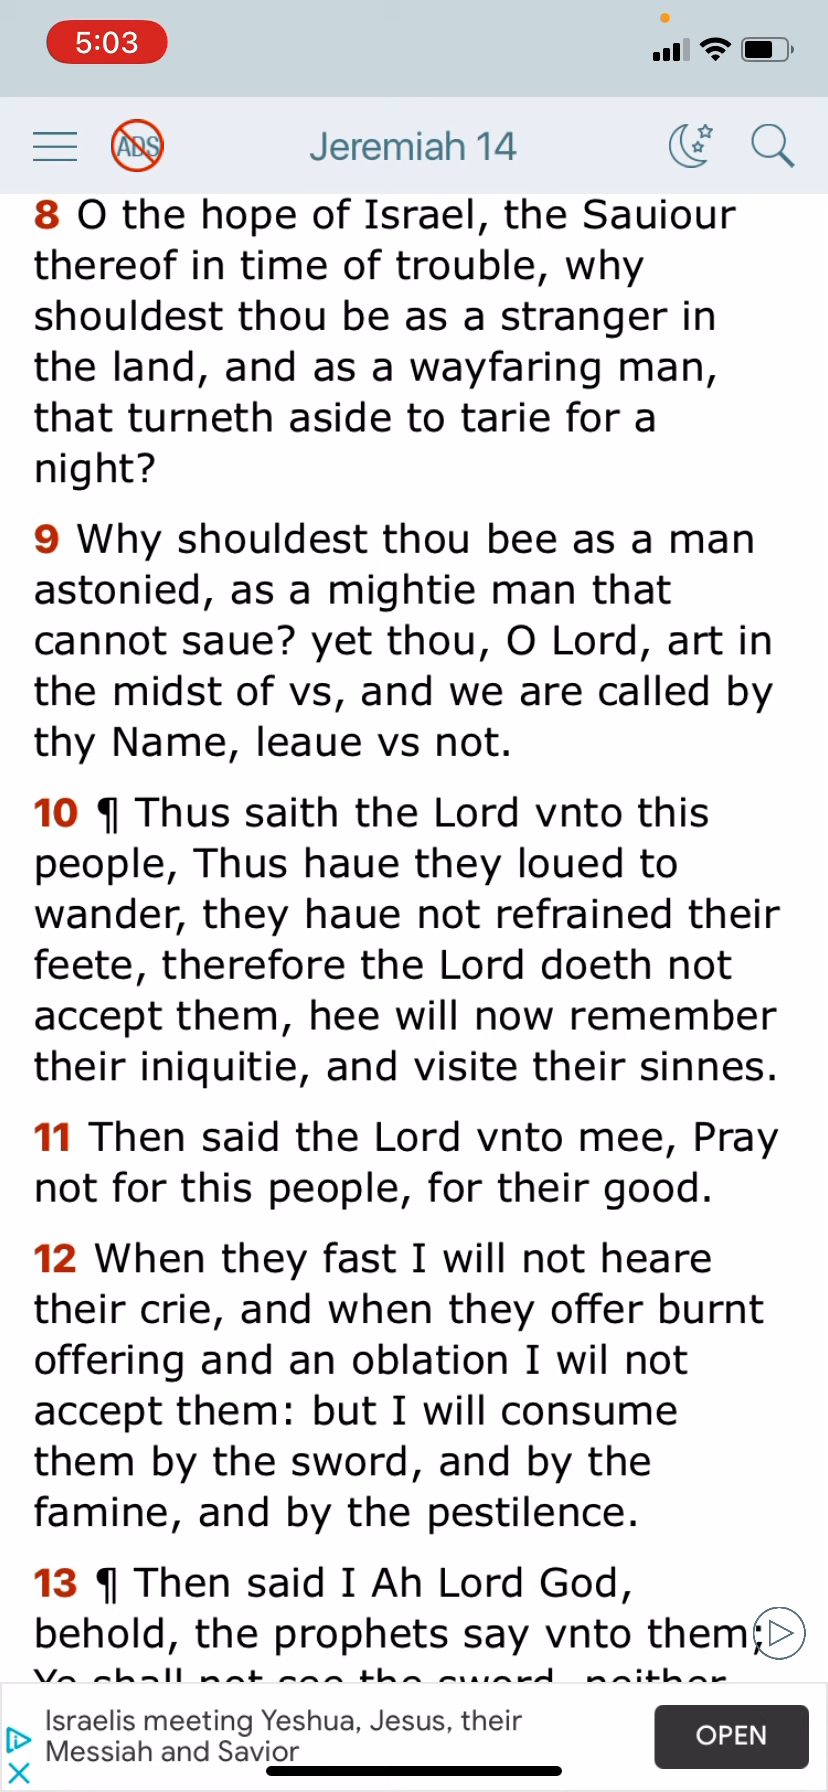 5:03
ADS
Jeremiah 14
8 O the hope of Israel, the Sauiour
thereof in time of trouble, why
shouldest thou be as a stranger in
the land, and as a wayfaring man,
that turneth aside to tarie for a
night?
9 Why shouldest thou bee as a man
astonied, as a mightie man that
cannot saue? yet thou, O Lord, art in
the midst of vs, and we are called by
thy Name, leaue vs not.
10 ¶ Thus saith the Lord vnto this
people, Thus haue they loued to
wander, they haue not refrained their
feete, therefore the Lord doeth not
accept them, hee will now remember
their iniquitie, and visite their sinnes.
11 Then said the Lord vnto mee, Pray
not for this people, for their good.
12 When they fast I will not heare
their crie, and when they offer burnt
offering and an oblation I wil not
accept them: but I will consume
them by the sword, and by the
famine, and by the pestilence.
13 ¶ Then said I Ah Lord God,
behold, the prophets say vnto them;
Ye shall not see the sword, neither
Israelis meeting Yeshua, Jesus, their
Messiah and Savior
OPEN